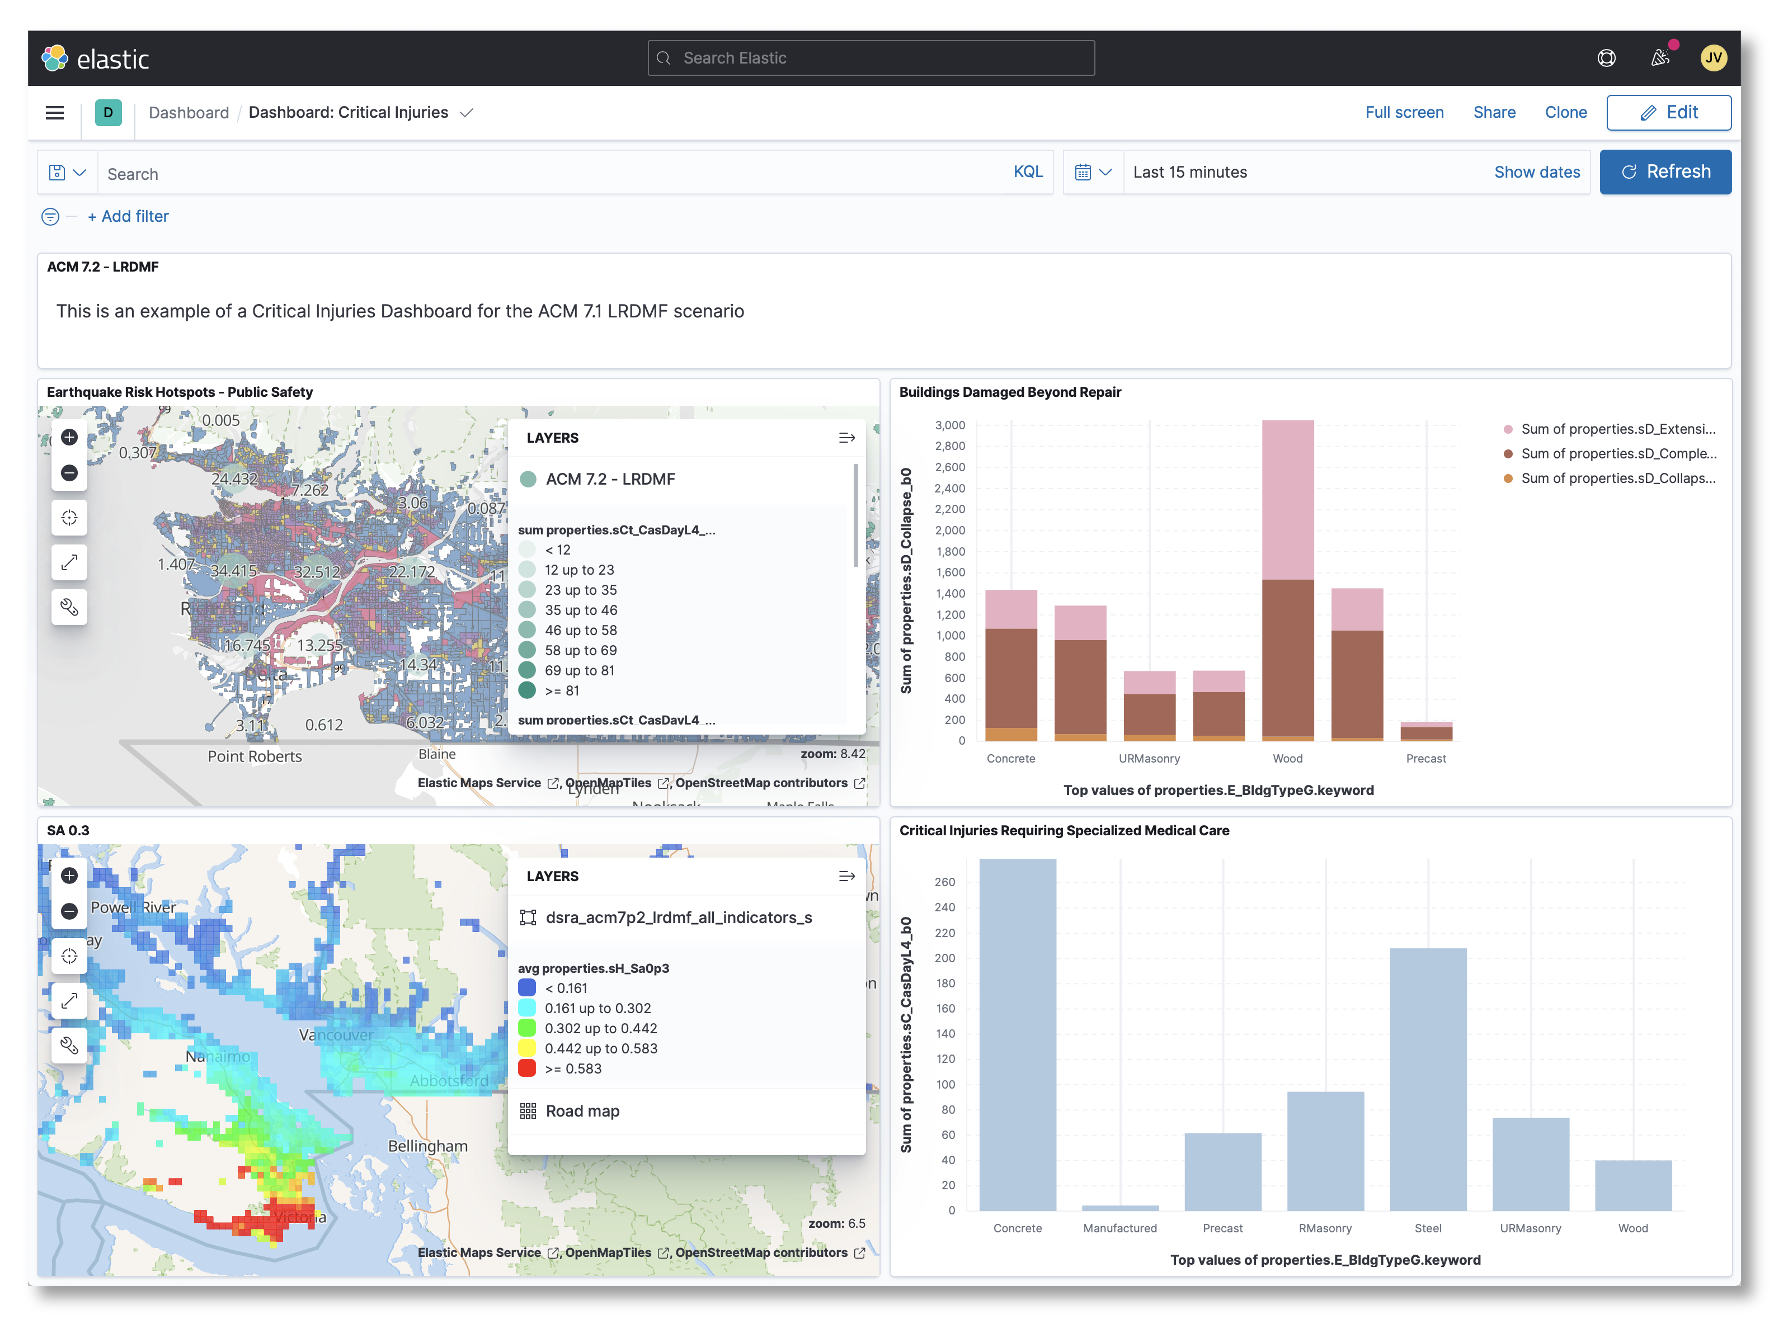 elastic
Search Elastic
JV
D
Dashboard / Dashboard: Critical Injuries
Full screen
Share
Clone
Edit
Search
KQL
Last 15 minutes
Show dates
Refresh
+ Add filter
ACM 7.2 - LRDMF
This is an example of a Critical Injuries Dashboard for the ACM 7.1 LRDMF scenario
Earthquake Risk Hotspots - Public Safety
0.005
0.307
24.432
7.262
3.06
0.087
1.407
34.415
32.512
22.172
Richmond
16.745
13.255
14.34
99
Delta
17
3.11
0.612
6.032
Point Roberts
Blaine
Lynden
Nooksack
Maple Falls
LAYERS
ACM 7.2 - LRDMF
sum properties.sCt_CasDayL4_...
< 12
12 up to 23
23 up to 35
35 up to 46
46 up to 58
58 up to 69
69 up to 81
>= 81
sum properties.sCt_CasDayL4_...
zoom: 8.42
Elastic Maps Service , OpenMapTiles , OpenStreetMap contributors
Buildings Damaged Beyond Repair
Sum of properties.sD_Collapse_b0
3,000
2,800
2,600
2,400
2,200
2,000
1,800
1,600
1,400
1,200
1,000
800
600
400
200
0
Concrete
URMasonry
Wood
Precast
Top values of properties.E_BldgTypeG.keyword
Sum of properties.sD_Extensi...
Sum of properties.sD_Comple...
Sum of properties.sD_Collaps...
SA 0.3
Powell River
Vancouver
Nanaimo
Abbotsford
Bellingham
Victoria
LAYERS
dsra_acm7p2_lrdmf_all_indicators_s
avg properties.sH_Sa0p3
< 0.161
0.161 up to 0.302
0.302 up to 0.442
0.442 up to 0.583
>= 0.583
Road map
zoom: 6.5
Elastic Maps Service , OpenMapTiles , OpenStreetMap contributors
Critical Injuries Requiring Specialized Medical Care
Sum of properties.sC_CasDayL4_b0
260
240
220
200
180
160
140
120
100
80
60
40
20
0
Concrete
Manufactured
Precast
RMasonry
Steel
URMasonry
Wood
Top values of properties.E_BldgTypeG.keyword